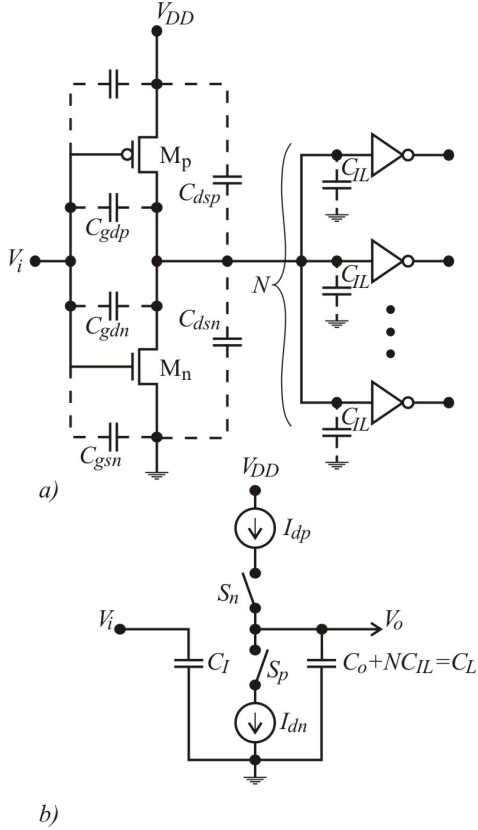 V_DD
M_p
C_dsp
C_gdp
C_IL
V_i
C_IL
N
C_gdn
C_dsn
M_n
C_IL
C_gsn
a)
V_DD
I_dp
S_n
V_i
V_o
C_I
S_p
C_o+NC_IL=C_L
I_dn
b)